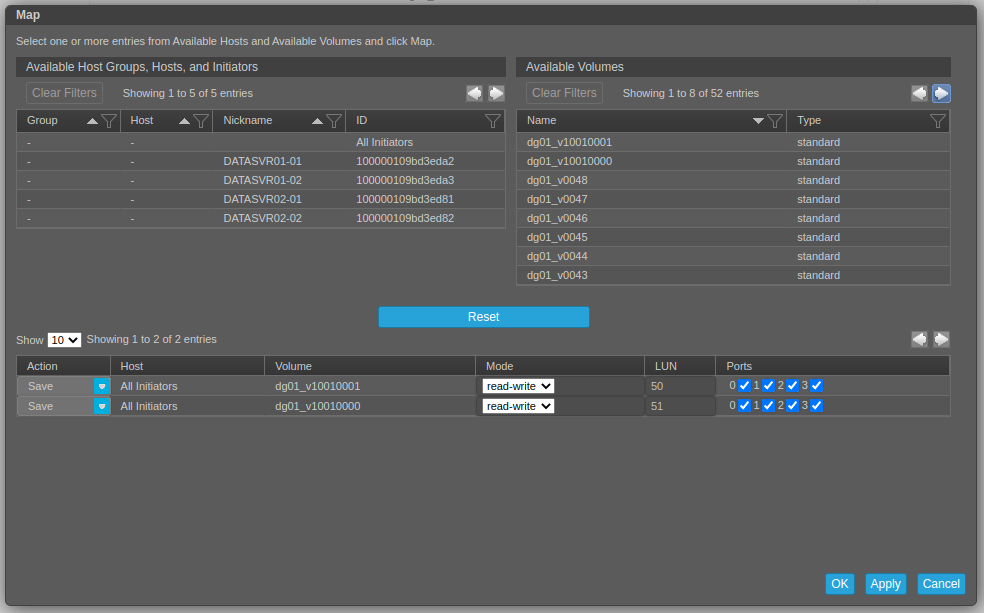 Map
Select one or more entries from Available Hosts and Available Volumes and click Map.
Available Host Groups, Hosts, and Initiators
Clear Filters Showing 1 to 5 of 5 entries
Group Host Nickname ID
- - All Initiators
- - DATASVR01-01 100000109bd3eda2
- - DATASVR01-02 100000109bd3eda3
- - DATASVR02-01 100000109bd3ed81
- - DATASVR02-02 100000109bd3ed82
Available Volumes
Clear Filters Showing 1 to 8 of 52 entries
Name Type
dg01_v10010001 standard
dg01_v10010000 standard
dg01_v0048 standard
dg01_v0047 standard
dg01_v0046 standard
dg01_v0045 standard
dg01_v0044 standard
dg01_v0043 standard
Reset
Show 10 Showing 1 to 2 of 2 entries
Action Host Volume Mode LUN Ports
Save All Initiators dg01_v10010001 read-write 50 0 1 2 3
Save All Initiators dg01_v10010000 read-write 51 0 1 2 3
OK Apply Cancel